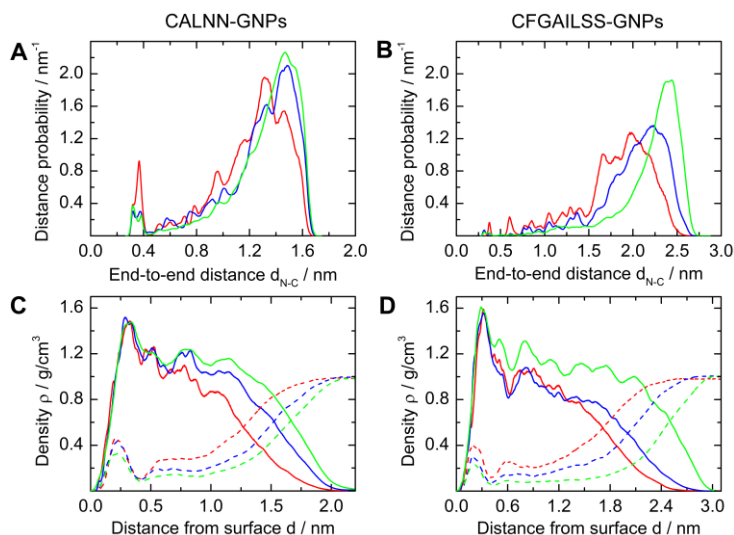 CALNN-GNPs
CFGAILSS-GNPs
A
Distance probability / nm⁻¹
2.0
1.6
1.2
0.8
0.4
0.0 0.4 0.8 1.2 1.6 2.0
End-to-end distance d_N-C / nm
B
Distance probability / nm⁻¹
2.0
1.6
1.2
0.8
0.4
0.0 0.5 1.0 1.5 2.0 2.5 3.0
End-to-end distance d_N-C / nm
C
Density ρ / g/cm³
1.6
1.2
0.8
0.4
0.0 0.5 1.0 1.5 2.0
Distance from surface d / nm
D
Density ρ / g/cm³
1.6
1.2
0.8
0.4
0.0 0.6 1.2 1.8 2.4 3.0
Distance from surface d / nm